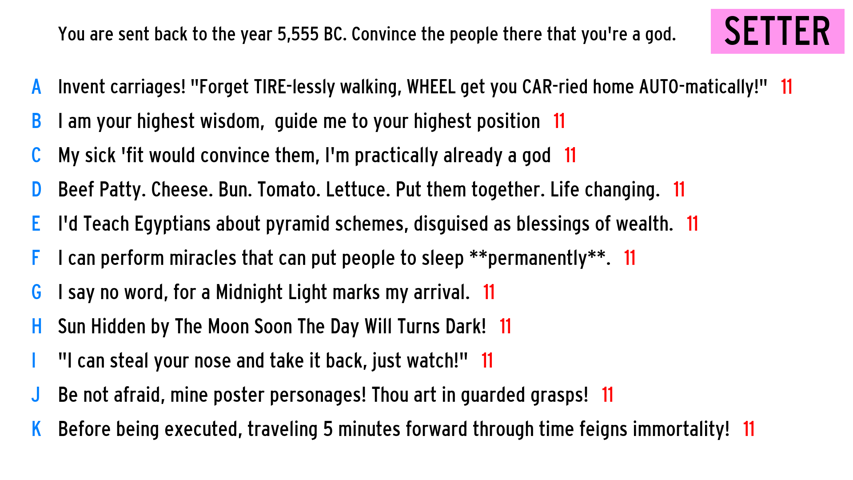 You are sent back to the year 5,555 BC. Convince the people there that you're a god.
SETTER
A Invent carriages! "Forget TIRE-lessly walking, WHEEL get you CAR-ried home AUTO-matically!" 11
B I am your highest wisdom, guide me to your highest position 11
C My sick 'fit would convince them, I'm practically already a god 11
D Beef Patty. Cheese. Bun. Tomato. Lettuce. Put them together. Life changing. 11
E I'd Teach Egyptians about pyramid schemes, disguised as blessings of wealth. 11
F I can perform miracles that can put people to sleep **permanently**. 11
G I say no word, for a Midnight Light marks my arrival. 11
H Sun Hidden by The Moon Soon The Day Will Turns Dark! 11
I "I can steal your nose and take it back, just watch!" 11
J Be not afraid, mine poster personages! Thou art in guarded grasps! 11
K Before being executed, traveling 5 minutes forward through time feigns immortality! 11